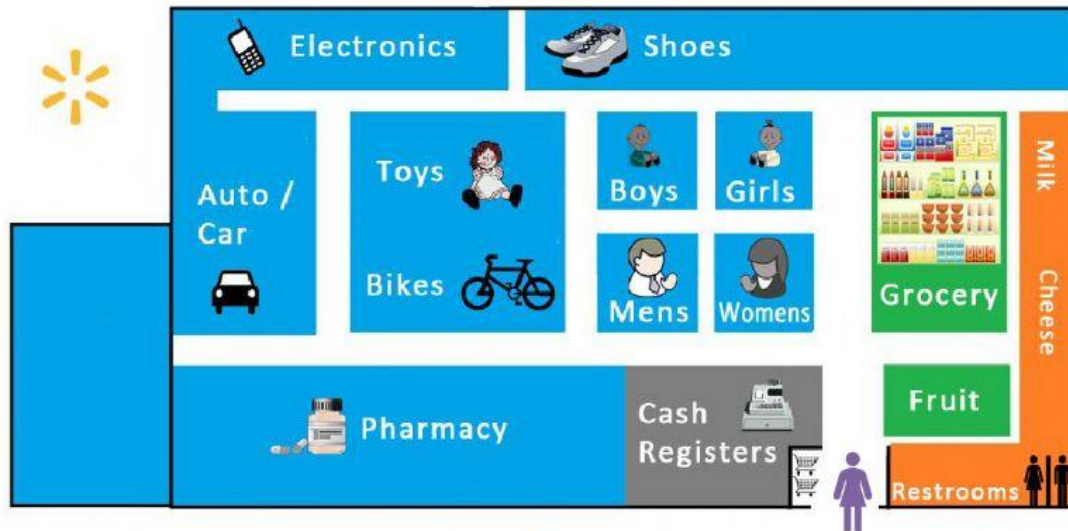 Electronics
Shoes
Toys
Boys
Girls
Milk
Auto /
Car
Bikes
Mens
Womens
Grocery
Cheese
Pharmacy
Cash
Registers
Fruit
Restrooms